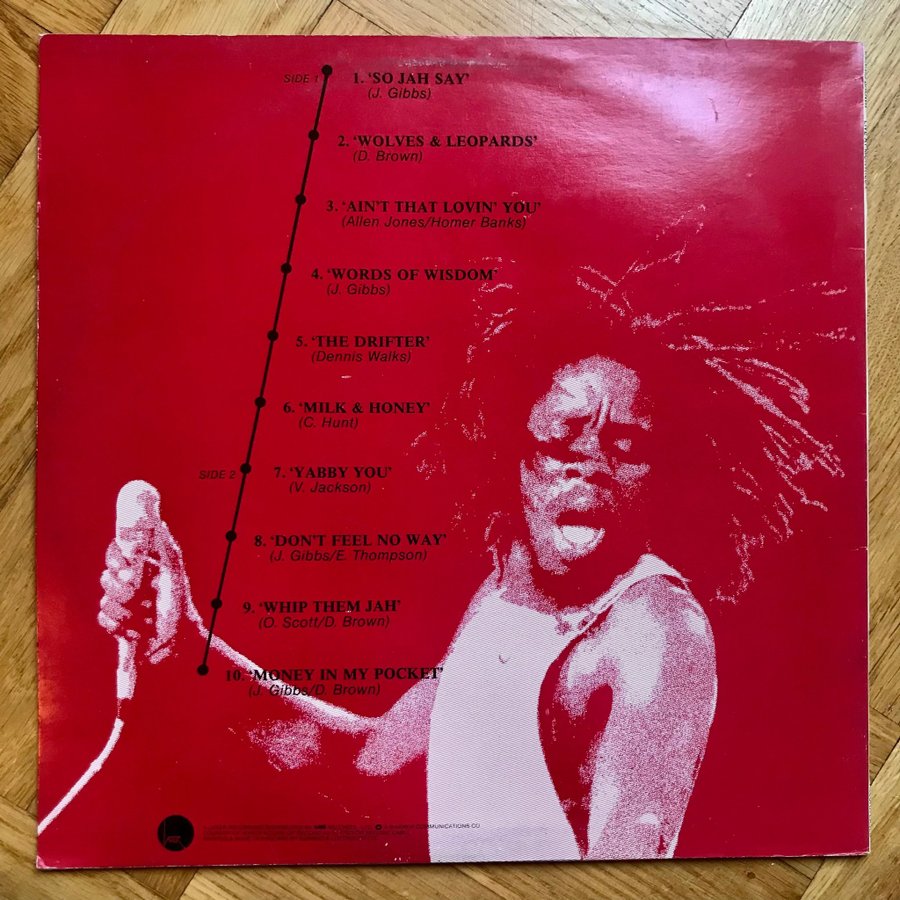 SIDE 1
1. 'SO JAH SAY'
(J. Gibbs)
2. 'WOLVES & LEOPARDS'
(D. Brown)
3. 'AIN'T THAT LOVIN' YOU'
(Allen Jones/Homer Banks)
4. 'WORDS OF WISDOM'
(J. Gibbs)
5. 'THE DRIFTER'
(Dennis Walks)
6. 'MILK & HONEY'
(C. Hunt)
SIDE 2
7. 'YABBY YOU'
(V. Jackson)
8. 'DON'T FEEL NO WAY'
(J. Gibbs/E. Thompson)
9. 'WHIP THEM JAH'
(O. Scott/D. Brown)
10. 'MONEY IN MY POCKET'
(J. Gibbs/D. Brown)
COMMUNICATIONS CO